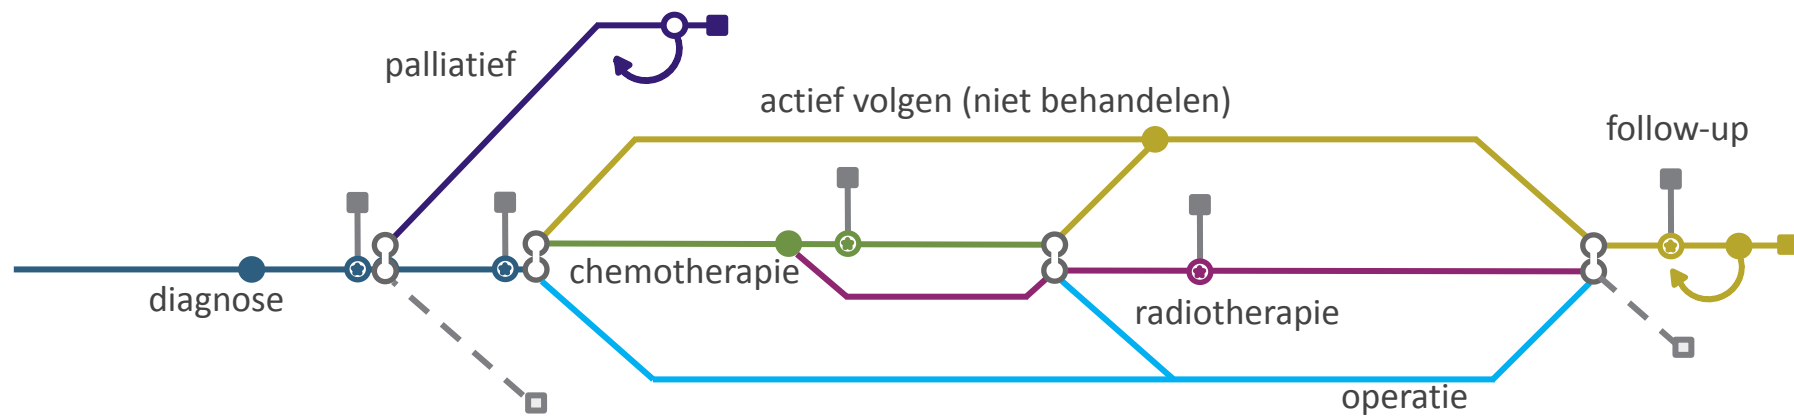 palliatief
actief volgen (niet behandelen)
follow-up
diagnose
chemotherapie
radiotherapie
operatie